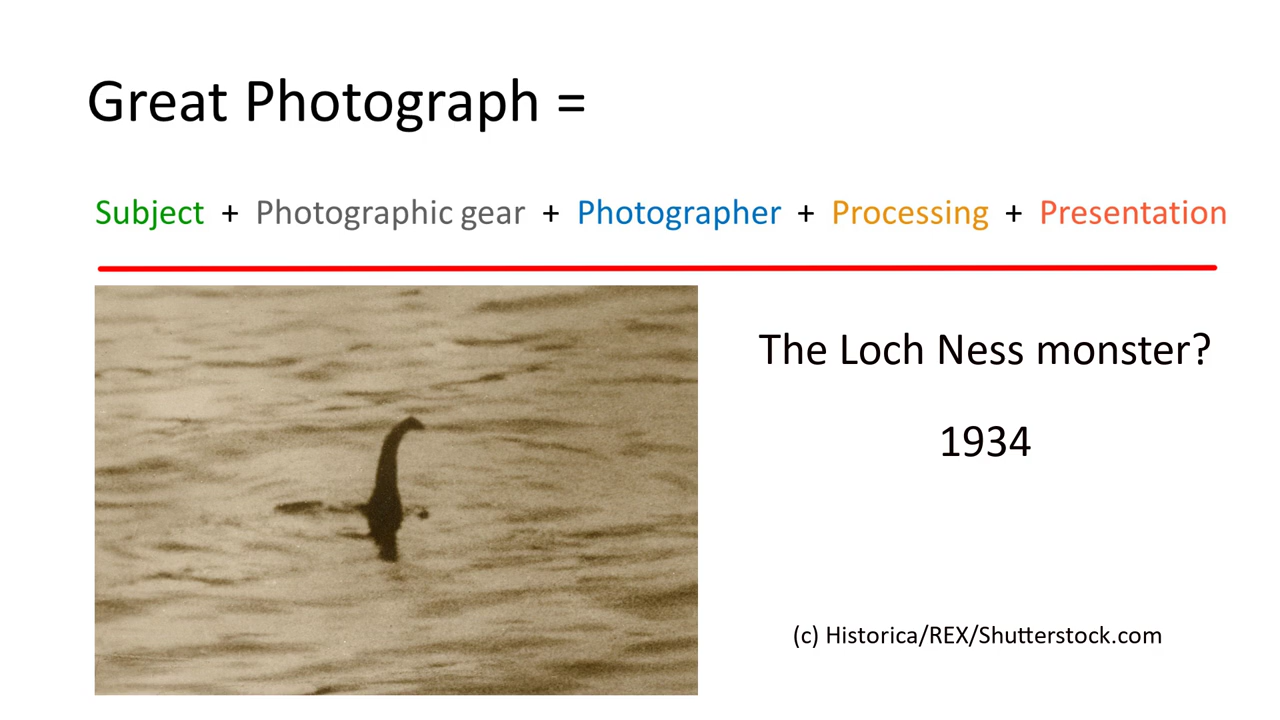 Great Photograph =
Subject + Photographic gear + Photographer + Processing + Presentation
The Loch Ness monster?
1934
(c) Historica/REX/Shutterstock.com